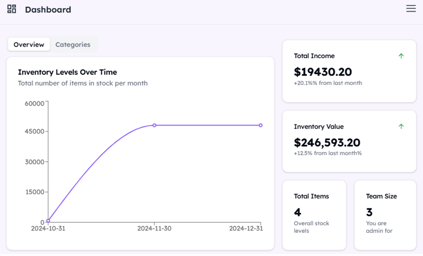 Dashboard
Overview Categories
Inventory Levels Over Time
Total number of items in stock per month
60000
45000
30000
15000
0
2024-10-31 2024-11-30 2024-12-31
Total Income
$19430.20
+20.1%% from last month
Inventory Value
$246,593.20
+12.5% from last month%
Total Items
4
Overall stock
levels
Team Size
3
You are
admin for